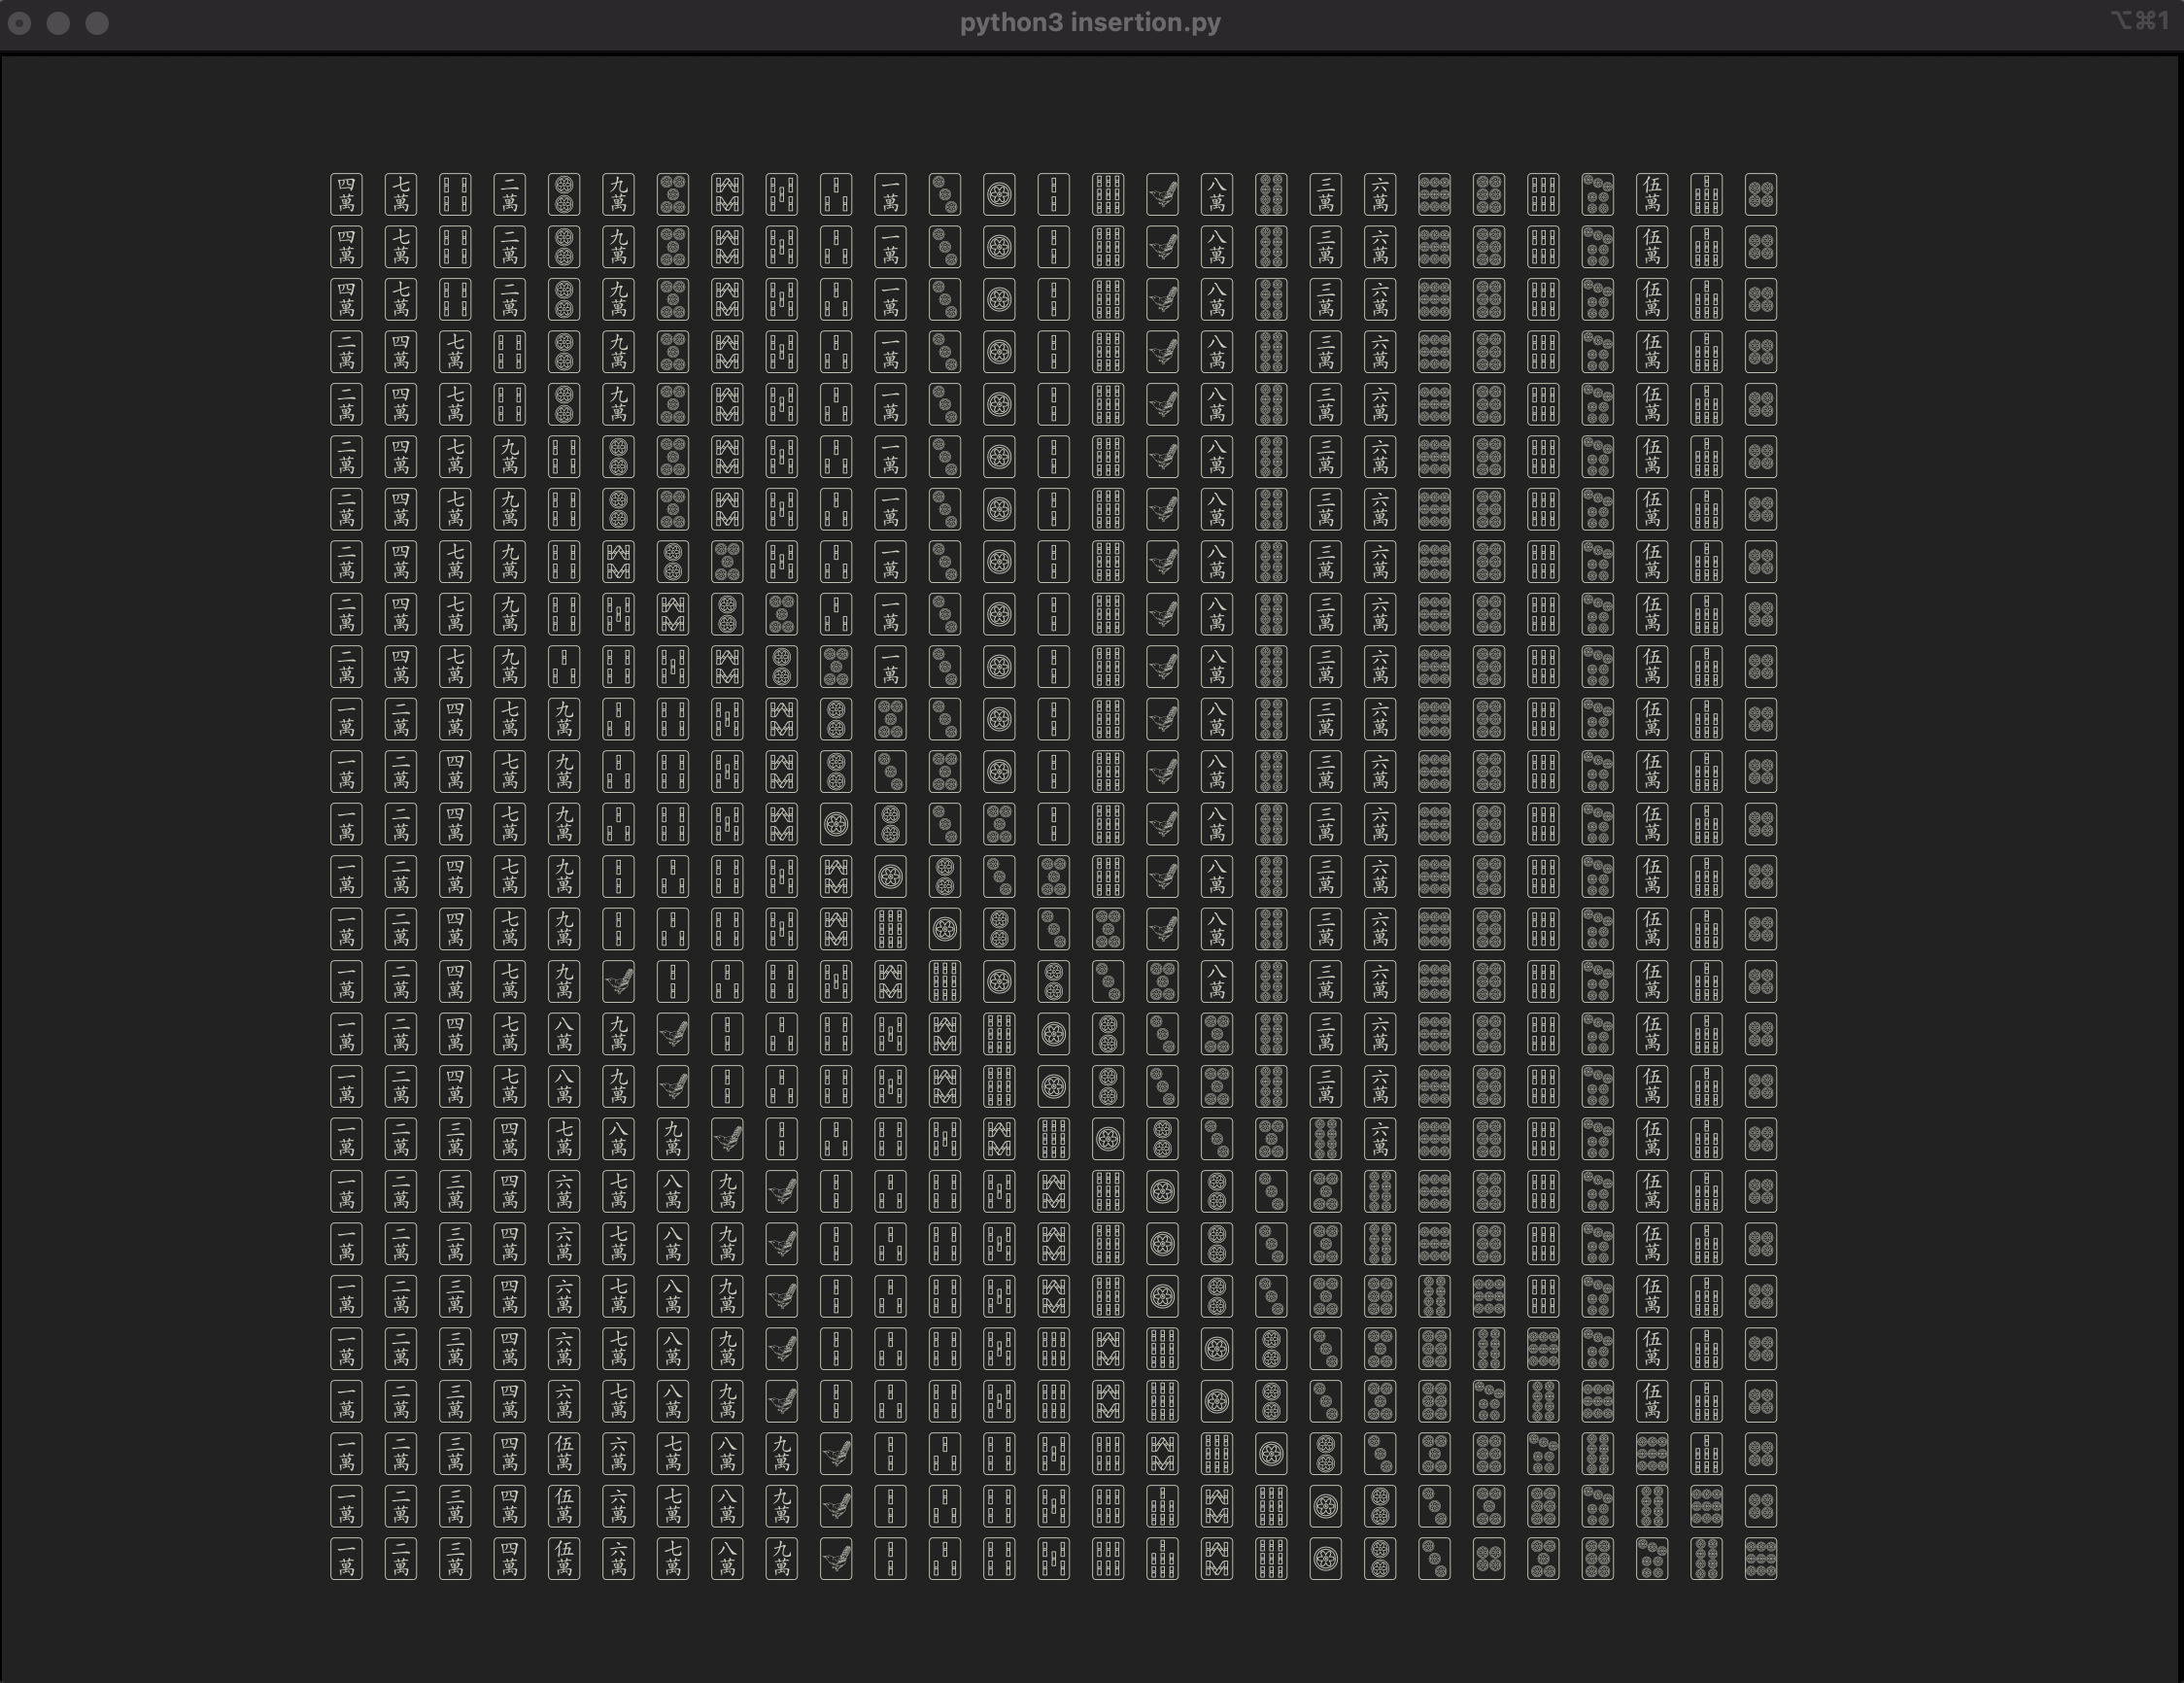 python3 insertion.py
⌥⌘1
🀊 🀍 🀓 🀈 🀚 🀏 🀝 🀗 🀔 🀒 🀇 🀛 🀙 🀑 🀘 🀐 🀎 🀠 🀉 🀌 🀡 🀞 🀕 🀟 🀋 🀖 🀜
🀊 🀍 🀓 🀈 🀚 🀏 🀝 🀗 🀔 🀒 🀇 🀛 🀙 🀑 🀘 🀐 🀎 🀠 🀉 🀌 🀡 🀞 🀕 🀟 🀋 🀖 🀜
🀊 🀍 🀓 🀈 🀚 🀏 🀝 🀗 🀔 🀒 🀇 🀛 🀙 🀑 🀘 🀐 🀎 🀠 🀉 🀌 🀡 🀞 🀕 🀟 🀋 🀖 🀜
🀈 🀊 🀍 🀓 🀚 🀏 🀝 🀗 🀔 🀒 🀇 🀛 🀙 🀑 🀘 🀐 🀎 🀠 🀉 🀌 🀡 🀞 🀕 🀟 🀋 🀖 🀜
🀈 🀊 🀍 🀓 🀚 🀏 🀝 🀗 🀔 🀒 🀇 🀛 🀙 🀑 🀘 🀐 🀎 🀠 🀉 🀌 🀡 🀞 🀕 🀟 🀋 🀖 🀜
🀈 🀊 🀍 🀏 🀓 🀚 🀝 🀗 🀔 🀒 🀇 🀛 🀙 🀑 🀘 🀐 🀎 🀠 🀉 🀌 🀡 🀞 🀕 🀟 🀋 🀖 🀜
🀈 🀊 🀍 🀏 🀓 🀚 🀝 🀗 🀔 🀒 🀇 🀛 🀙 🀑 🀘 🀐 🀎 🀠 🀉 🀌 🀡 🀞 🀕 🀟 🀋 🀖 🀜
🀈 🀊 🀍 🀏 🀓 🀗 🀚 🀝 🀔 🀒 🀇 🀛 🀙 🀑 🀘 🀐 🀎 🀠 🀉 🀌 🀡 🀞 🀕 🀟 🀋 🀖 🀜
🀈 🀊 🀍 🀏 🀓 🀔 🀗 🀚 🀝 🀒 🀇 🀛 🀙 🀑 🀘 🀐 🀎 🀠 🀉 🀌 🀡 🀞 🀕 🀟 🀋 🀖 🀜
🀈 🀊 🀍 🀏 🀒 🀓 🀔 🀗 🀚 🀝 🀇 🀛 🀙 🀑 🀘 🀐 🀎 🀠 🀉 🀌 🀡 🀞 🀕 🀟 🀋 🀖 🀜
🀇 🀈 🀊 🀍 🀏 🀒 🀓 🀔 🀗 🀚 🀝 🀛 🀙 🀑 🀘 🀐 🀎 🀠 🀉 🀌 🀡 🀞 🀕 🀟 🀋 🀖 🀜
🀇 🀈 🀊 🀍 🀏 🀒 🀓 🀔 🀗 🀚 🀛 🀝 🀙 🀑 🀘 🀐 🀎 🀠 🀉 🀌 🀡 🀞 🀕 🀟 🀋 🀖 🀜
🀇 🀈 🀊 🀍 🀏 🀒 🀓 🀔 🀗 🀙 🀚 🀛 🀝 🀑 🀘 🀐 🀎 🀠 🀉 🀌 🀡 🀞 🀕 🀟 🀋 🀖 🀜
🀇 🀈 🀊 🀍 🀏 🀑 🀒 🀓 🀔 🀗 🀙 🀚 🀛 🀝 🀘 🀐 🀎 🀠 🀉 🀌 🀡 🀞 🀕 🀟 🀋 🀖 🀜
🀇 🀈 🀊 🀍 🀏 🀑 🀒 🀓 🀔 🀗 🀘 🀙 🀚 🀛 🀝 🀐 🀎 🀠 🀉 🀌 🀡 🀞 🀕 🀟 🀋 🀖 🀜
🀇 🀈 🀊 🀍 🀏 🀐 🀑 🀒 🀓 🀔 🀗 🀘 🀙 🀚 🀛 🀝 🀎 🀠 🀉 🀌 🀡 🀞 🀕 🀟 🀋 🀖 🀜
🀇 🀈 🀊 🀍 🀎 🀏 🀐 🀑 🀒 🀓 🀔 🀗 🀘 🀙 🀚 🀛 🀝 🀠 🀉 🀌 🀡 🀞 🀕 🀟 🀋 🀖 🀜
🀇 🀈 🀊 🀍 🀎 🀏 🀐 🀑 🀒 🀓 🀔 🀗 🀘 🀙 🀚 🀛 🀝 🀠 🀉 🀌 🀡 🀞 🀕 🀟 🀋 🀖 🀜
🀇 🀈 🀉 🀊 🀍 🀎 🀏 🀐 🀑 🀒 🀓 🀔 🀗 🀘 🀙 🀚 🀛 🀝 🀠 🀌 🀡 🀞 🀕 🀟 🀋 🀖 🀜
🀇 🀈 🀉 🀊 🀌 🀍 🀎 🀏 🀐 🀑 🀒 🀓 🀔 🀗 🀘 🀙 🀚 🀛 🀝 🀠 🀡 🀞 🀕 🀟 🀋 🀖 🀜
🀇 🀈 🀉 🀊 🀌 🀍 🀎 🀏 🀐 🀑 🀒 🀓 🀔 🀗 🀘 🀙 🀚 🀛 🀝 🀠 🀡 🀞 🀕 🀟 🀋 🀖 🀜
🀇 🀈 🀉 🀊 🀌 🀍 🀎 🀏 🀐 🀑 🀒 🀓 🀔 🀗 🀘 🀙 🀚 🀛 🀝 🀞 🀠 🀡 🀕 🀟 🀋 🀖 🀜
🀇 🀈 🀉 🀊 🀌 🀍 🀎 🀏 🀐 🀑 🀒 🀓 🀔 🀕 🀗 🀘 🀙 🀚 🀛 🀝 🀞 🀠 🀡 🀟 🀋 🀖 🀜
🀇 🀈 🀉 🀊 🀌 🀍 🀎 🀏 🀐 🀑 🀒 🀓 🀔 🀕 🀗 🀘 🀙 🀚 🀛 🀝 🀞 🀟 🀠 🀡 🀋 🀖 🀜
🀇 🀈 🀉 🀊 🀋 🀌 🀍 🀎 🀏 🀐 🀑 🀒 🀓 🀔 🀕 🀗 🀘 🀙 🀚 🀛 🀝 🀞 🀟 🀠 🀡 🀖 🀜
🀇 🀈 🀉 🀊 🀋 🀌 🀍 🀎 🀏 🀐 🀑 🀒 🀓 🀔 🀕 🀖 🀗 🀘 🀙 🀚 🀛 🀝 🀞 🀟 🀠 🀡 🀜
🀇 🀈 🀉 🀊 🀋 🀌 🀍 🀎 🀏 🀐 🀑 🀒 🀓 🀔 🀕 🀖 🀗 🀘 🀙 🀚 🀛 🀜 🀝 🀞 🀟 🀠 🀡